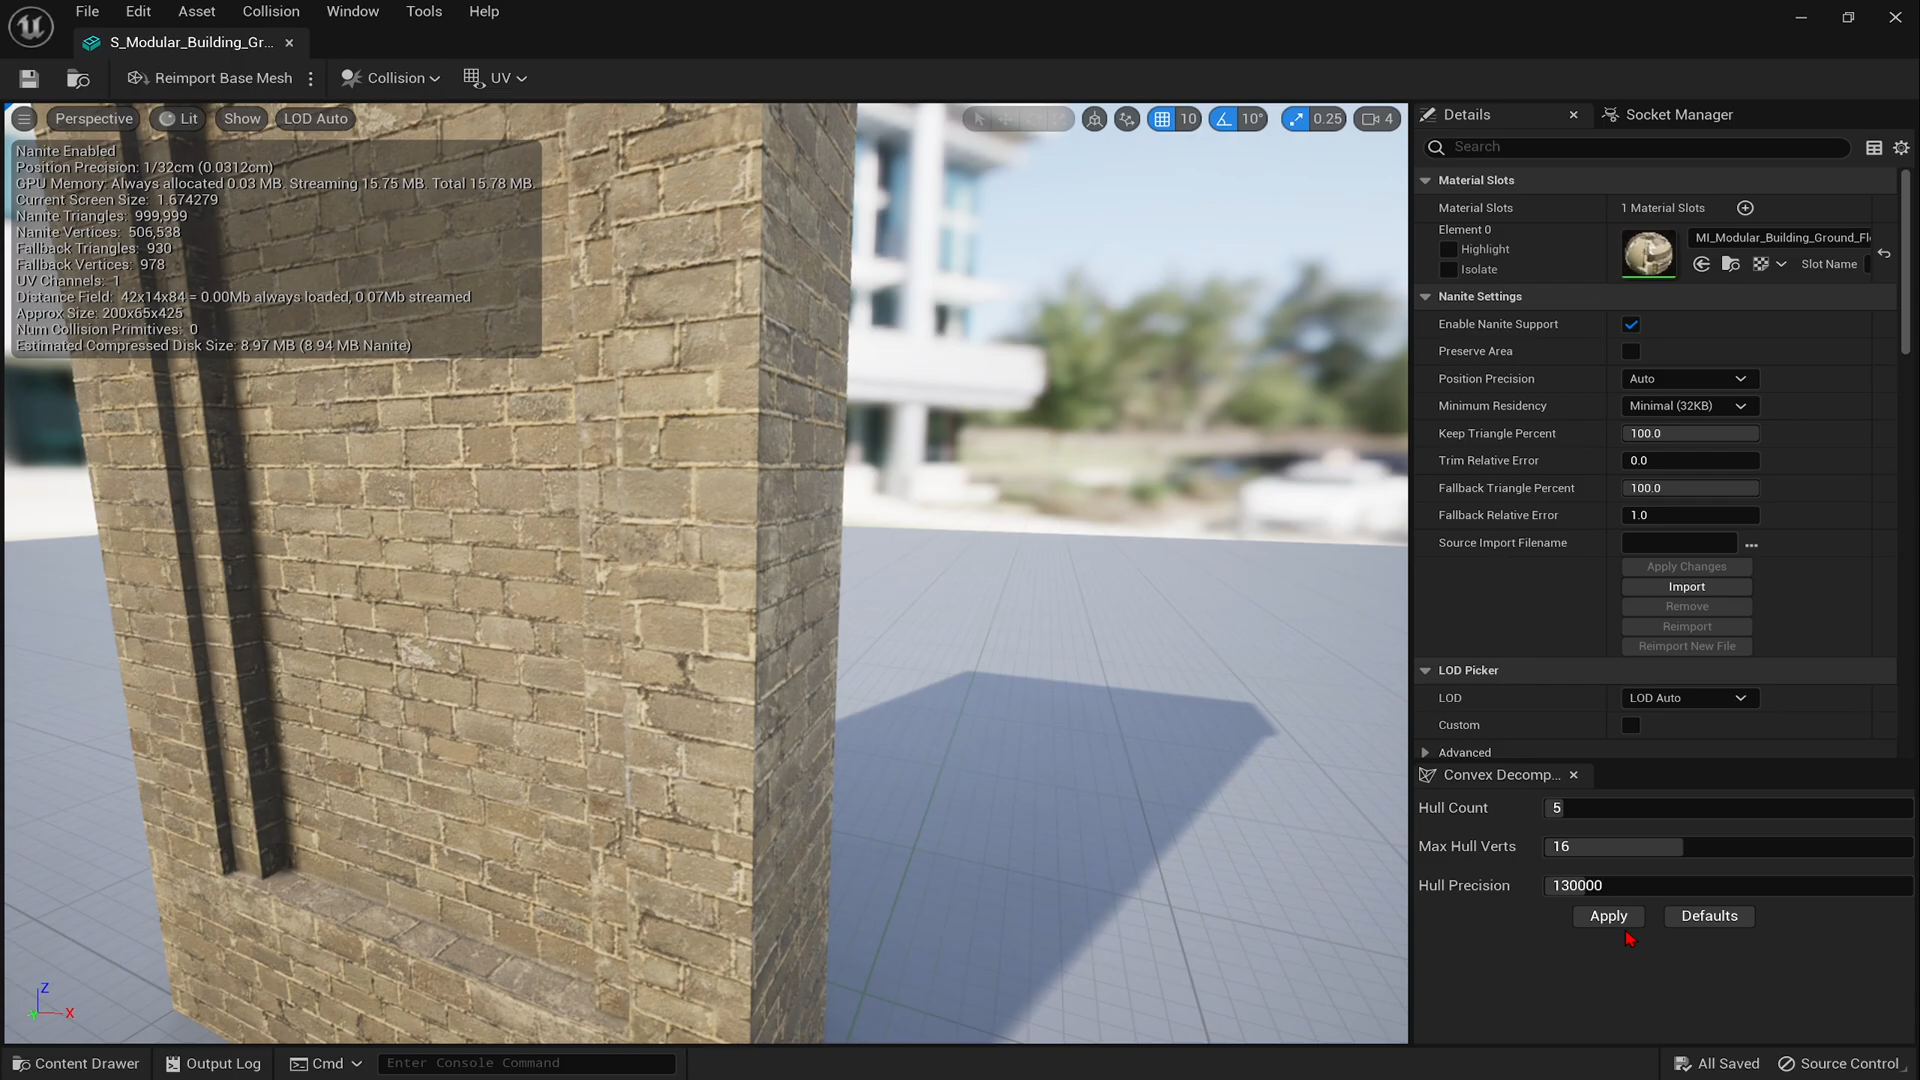 File Edit Asset Collision Window Tools Help
S_Modular_Building_Gr...
Reimport Base Mesh
Collision
UV
Perspective
Lit
Show
LOD Auto
10
10°
0.25
4
Nanite Enabled
Position Precision: 1/32cm (0.0312cm)
GPU Memory: Always allocated 0.03 MB. Streaming 15.75 MB. Total 15.78 MB.
Current Screen Size: 1.674279
Nanite Triangles: 999,999
Nanite Vertices: 506,538
Fallback Triangles: 930
Fallback Vertices: 978
UV Channels: 1
Distance Field: 42x14x84 = 0.00Mb always loaded, 0.07Mb streamed
Approx Size: 200x65x425
Num Collision Primitives: 0
Estimated Compressed Disk Size: 8.97 MB (8.94 MB Nanite)
Z
X
Details
Socket Manager
Search
Material Slots
Material Slots 1 Material Slots
Element 0
Highlight
Isolate
MI_Modular_Building_Ground_Fl
Slot Name
Nanite Settings
Enable Nanite Support
Preserve Area
Position Precision Auto
Minimum Residency Minimal (32KB)
Keep Triangle Percent 100.0
Trim Relative Error 0.0
Fallback Triangle Percent 100.0
Fallback Relative Error 1.0
Source Import Filename ...
Apply Changes
Import
Remove
Reimport
Reimport New File
LOD Picker
LOD LOD Auto
Custom
Advanced
Convex Decomp...
Hull Count 5
Max Hull Verts 16
Hull Precision 130000
Apply
Defaults
Content Drawer
Output Log
Cmd
Enter Console Command
All Saved
Source Control